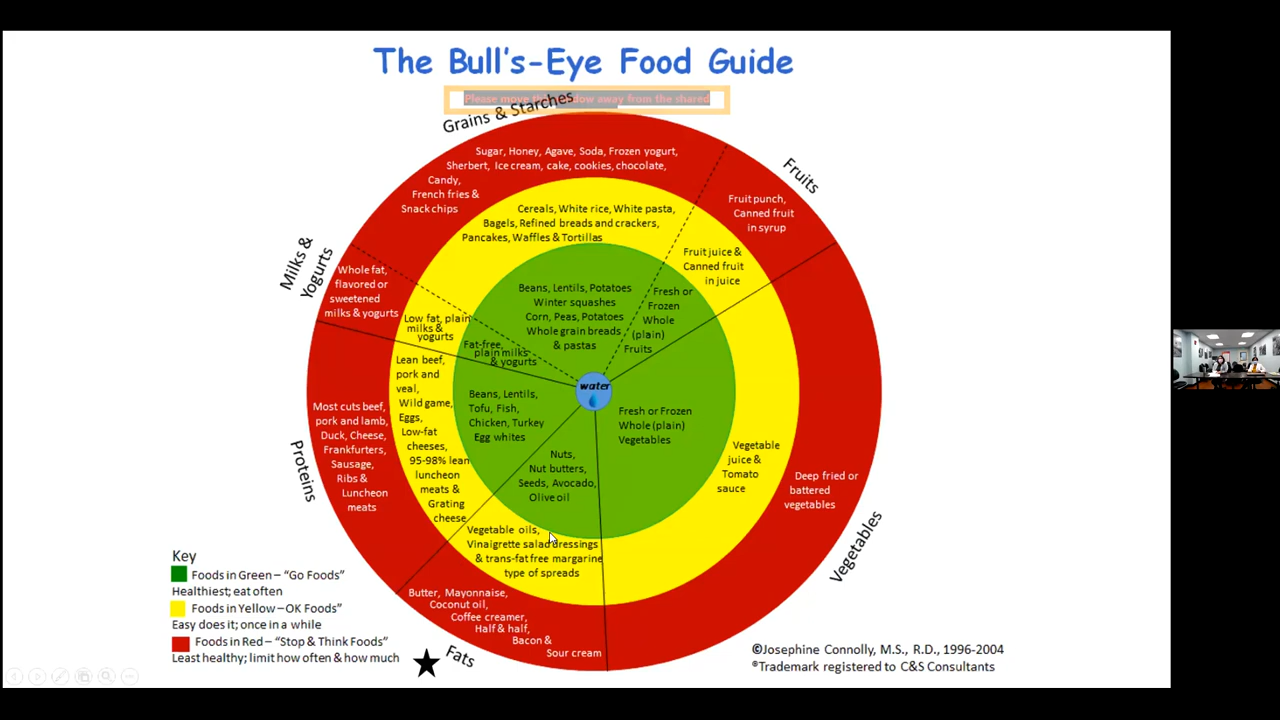 The Bull's-Eye Food Guide
Please move this window away from the shared
Grains & Starches
Sugar, Honey, Agave, Soda, Frozen yogurt,
Sherbert, Ice cream, cake, cookies, chocolate,
Candy,
French fries &
Snack chips
Cereals, White rice, White pasta,
Bagels, Refined breads and crackers,
Pancakes, Waffles & Tortillas
Beans, Lentils, Potatoes
Winter squashes
Corn, Peas, Potatoes
Whole grain breads
& pastas
Fruits
Fruit punch,
Canned fruit
in syrup
Fruit juice &
Canned fruit
in juice
Fresh or
Frozen
Whole
(plain)
Fruits
Milks &
Yogurts
Whole fat,
flavored or
sweetened
milks & yogurts
Low fat, plain
milks &
yogurts
Fat-free,
plain milks
& yogurts
water
Proteins
Most cuts beef,
pork and lamb,
Duck, Cheese,
Frankfurters,
Sausage,
Ribs &
Luncheon
meats
Lean beef,
pork and
veal,
Wild game,
Eggs,
Low-fat
cheeses,
95-98% lean
luncheon
meats &
Grating
cheese
Beans, Lentils,
Tofu, Fish,
Chicken, Turkey
Egg whites
Nuts,
Nut butters,
Seeds, Avocado,
Olive oil
Vegetable oils,
Vinaigrette salad dressings
& trans-fat free margarine
type of spreads
Butter, Mayonnaise,
Coconut oil,
Coffee creamer,
Half & half,
Bacon &
Sour cream
Fats
Fresh or Frozen
Whole (plain)
Vegetables
Vegetable
juice &
Tomato
sauce
Deep fried or
battered
vegetables
Vegetables
Key
Foods in Green – "Go Foods"
Healthiest; eat often
Foods in Yellow – OK Foods"
Easy does it; once in a while
Foods in Red – "Stop & Think Foods"
Least healthy; limit how often & how much
©Josephine Connolly, M.S., R.D., 1996-2004
®Trademark registered to C&S Consultants